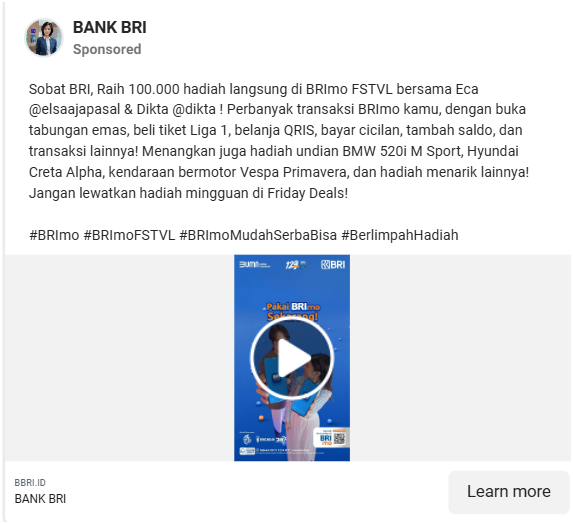 BANK BRI
Sponsored
Sobat BRI, Raih 100.000 hadiah langsung di BRImo FSTVL bersama Eca
@elsaajapasal & Dikta @dikta ! Perbanyak transaksi BRImo kamu, dengan buka
tabungan emas, beli tiket Liga 1, belanja QRIS, bayar cicilan, tambah saldo, dan
transaksi lainnya! Menangkan juga hadiah undian BMW 520i M Sport, Hyundai
Creta Alpha, kendaraan bermotor Vespa Primavera, dan hadiah menarik lainnya!
Jangan lewatkan hadiah mingguan di Friday Deals!
#BRImo #BRImoFSTVL #BRImoMudahSerbaBisa #BerlimpahHadiah
BUMN
BRI
Pakai BRImo
BRI
mo
BBRI.ID
BANK BRI
Learn more